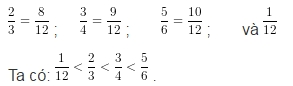 2/3 = 8/12 ; 3/4 = 9/12 ; 5/6 = 10/12 ; và 1/12
Ta có: 1/12 < 2/3 < 3/4 < 5/6 .